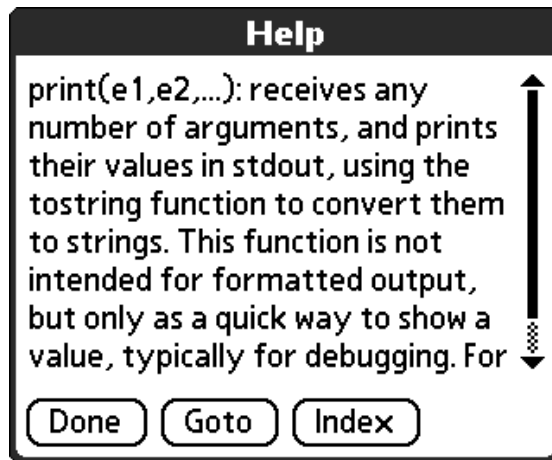 Help
print(e1,e2,...): receives any
number of arguments, and prints
their values in stdout, using the
tostring function to convert them
to strings. This function is not
intended for formatted output,
but only as a quick way to show a
value, typically for debugging. For
Done Goto Index